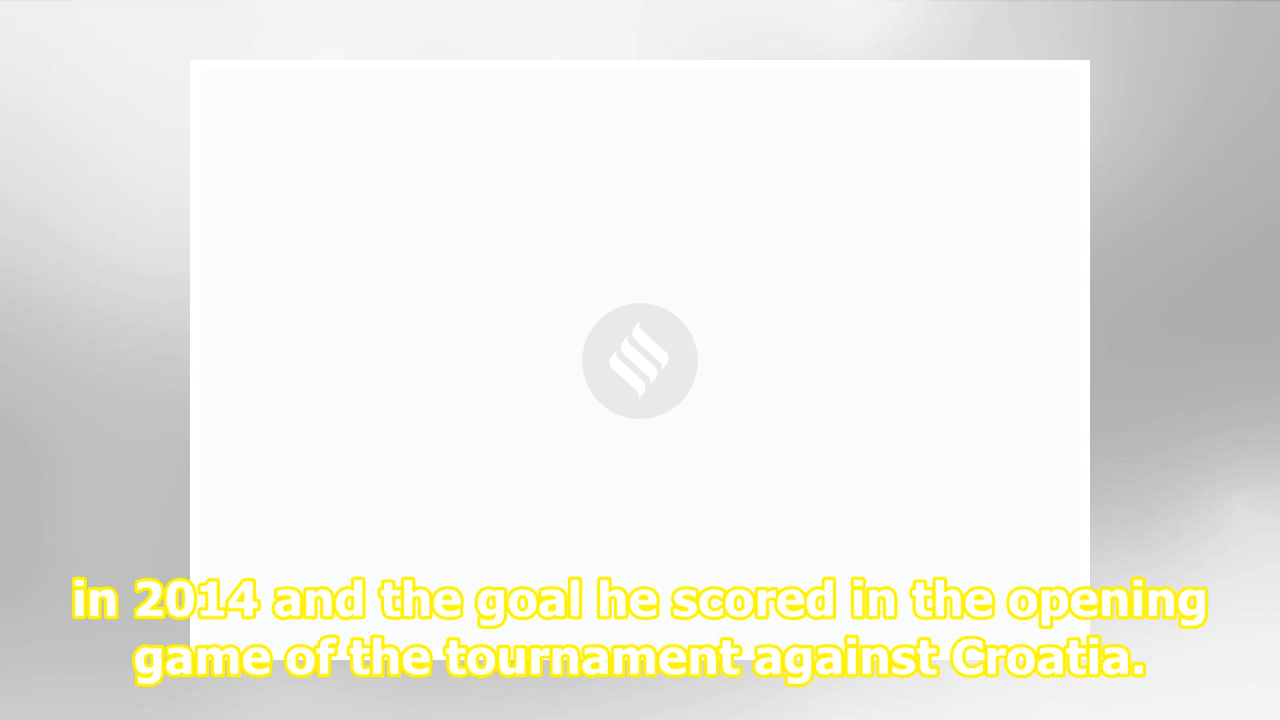 in 2014 and the goal he scored in the opening
game of the tournament against Croatia.